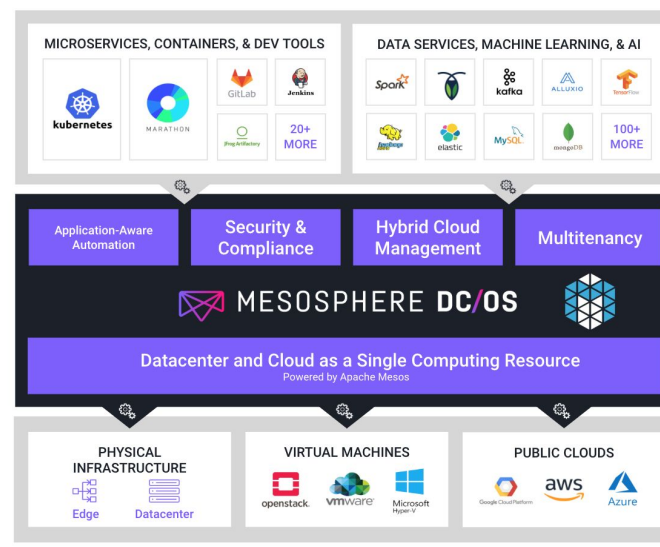 MICROSERVICES, CONTAINERS, & DEV TOOLS
kubernetes
MARATHON
GitLab
Jenkins
JFrog Artifactory
20+
MORE
DATA SERVICES, MACHINE LEARNING, & AI
Spark
kafka
ALLUXIO
TensorFlow
elastic
MySQL
mongoDB
100+
MORE
Application-Aware
Automation
Security &
Compliance
Hybrid Cloud
Management
Multitenancy
MESOSPHERE DC/OS
Datacenter and Cloud as a Single Computing Resource
Powered by Apache Mesos
PHYSICAL
INFRASTRUCTURE
Edge
Datacenter
VIRTUAL MACHINES
openstack.
vmware
Microsoft
Hyper-V
PUBLIC CLOUDS
Google Cloud Platform
aws
Azure